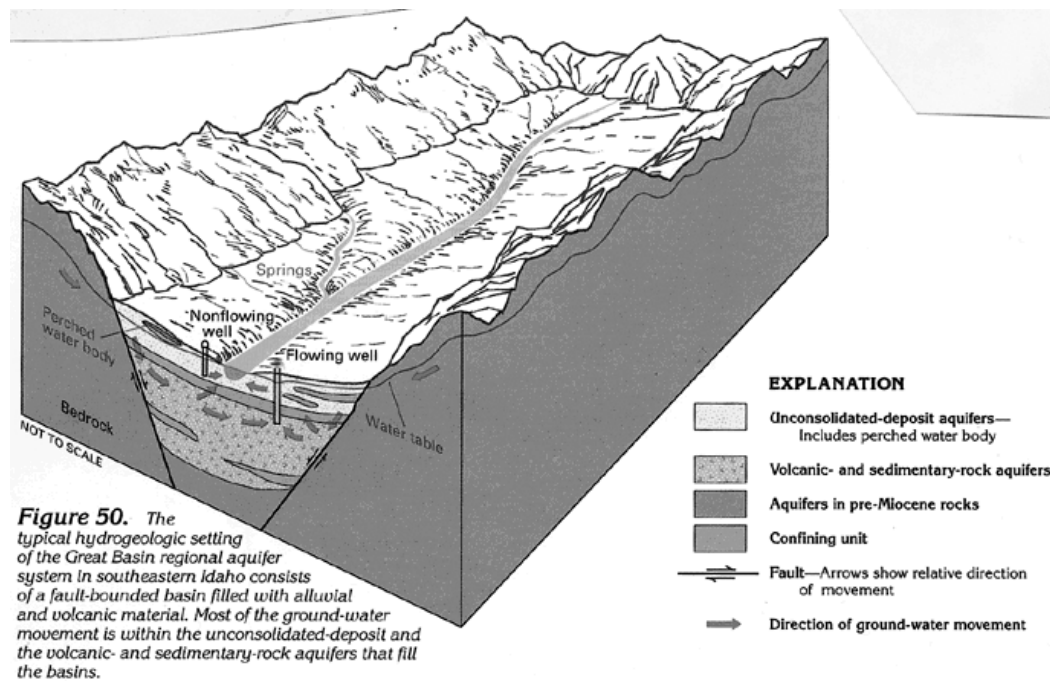 Springs
Nonflowing
well
Perched
water body
Flowing well
Bedrock
Water table
NOT TO SCALE
EXPLANATION
Unconsolidated-deposit aquifers—
Includes perched water body
Volcanic- and sedimentary-rock aquifers
Aquifers in pre-Miocene rocks
Confining unit
Fault—Arrows show relative direction
of movement
Direction of ground-water movement
Figure 50. The
typical hydrogeologic setting
of the Great Basin regional aquifer
system in southeastern Idaho consists
of a fault-bounded basin filled with alluvial
and volcanic material. Most of the ground-water
movement is within the unconsolidated-deposit and
the volcanic- and sedimentary-rock aquifers that fill
the basins.